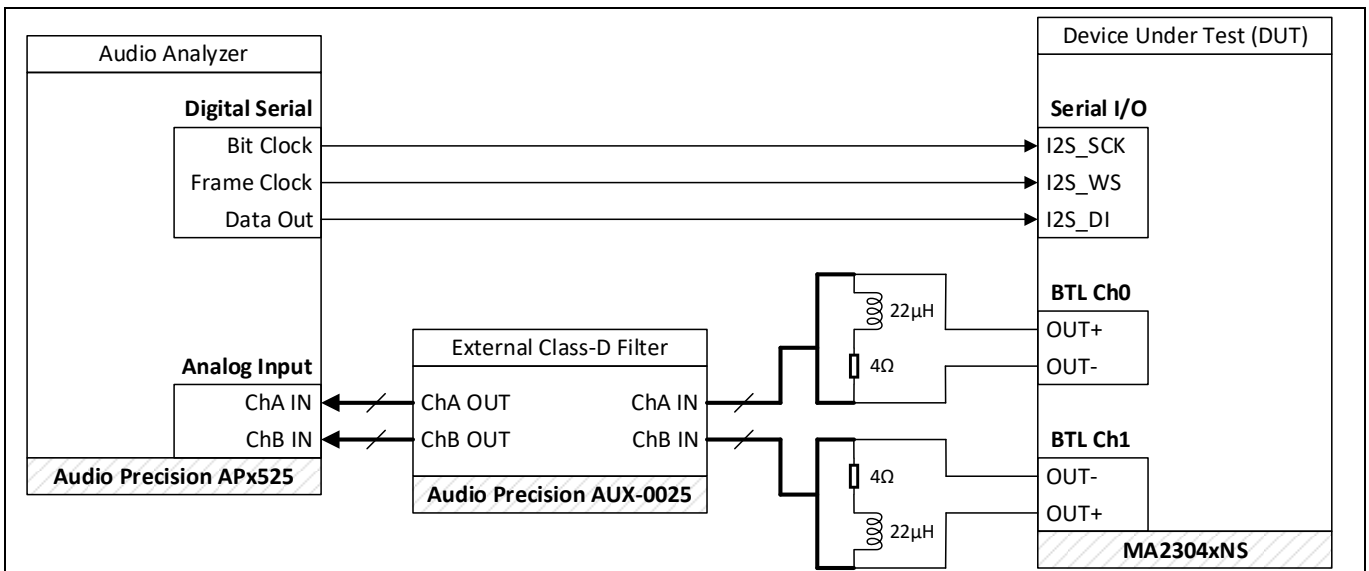 Audio Analyzer
Digital Serial
Bit Clock
Frame Clock
Data Out
Analog Input
ChA IN
ChB IN
Audio Precision APx525
External Class-D Filter
ChA OUT ChA IN
ChB OUT ChB IN
Audio Precision AUX-0025
22µH
4Ω
4Ω
22µH
Device Under Test (DUT)
Serial I/O
I2S_SCK
I2S_WS
I2S_DI
BTL Ch0
OUT+
OUT-
BTL Ch1
OUT-
OUT+
MA2304xNS